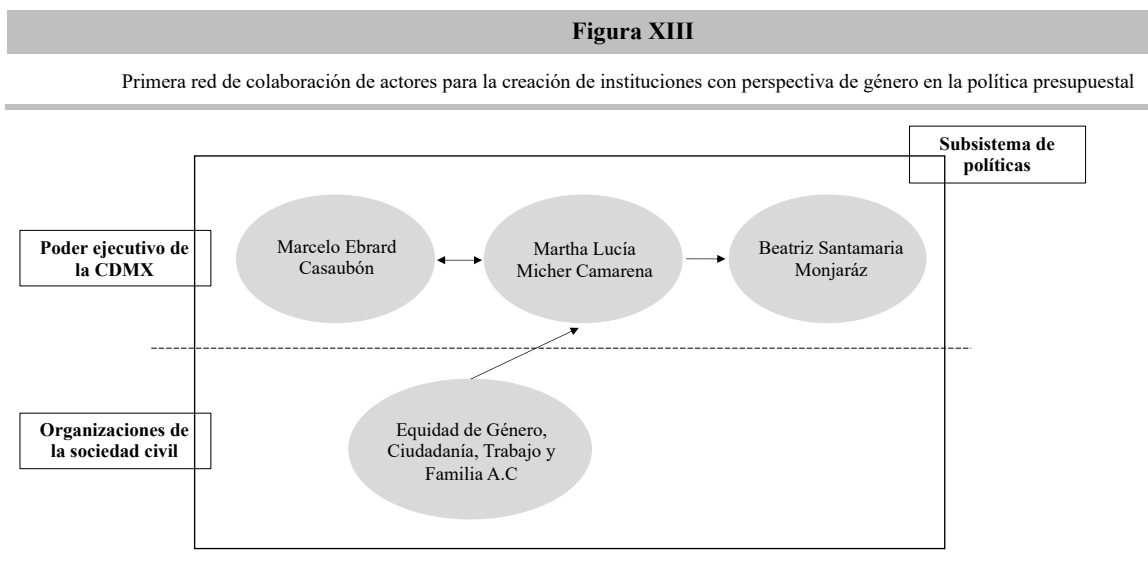 Figura XIII
Primera red de colaboración de actores para la creación de instituciones con perspectiva de género en la política presupuestal
Subsistema de
políticas
Poder ejecutivo de
la CDMX
Marcelo Ebrard
Casaubón
Martha Lucía
Micher Camarena
Beatriz Santamaria
Monjaráz
Organizaciones de
la sociedad civil
Equidad de Género,
Ciudadanía, Trabajo y
Familia A.C